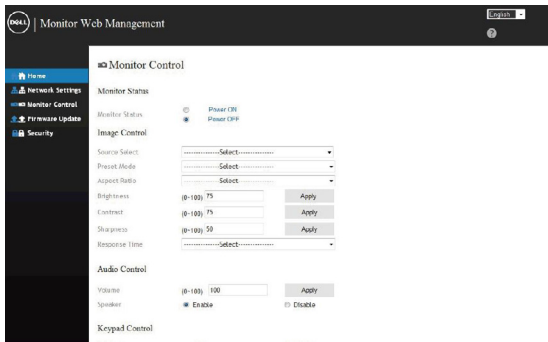 DELL | Monitor Web Management
English
?
Home
Network Settings
Monitor Control
Firmware Update
Security
Monitor Control
Monitor Status
Monitor Status Power ON
Power OFF
Image Control
Source Select ---------------Select---------------
Preset Mode ---------------Select---------------
Aspect Ratio ---------------Select---------------
Brightness (0-100) 75 Apply
Contrast (0-100) 75 Apply
Sharpness (0-100) 50 Apply
Response Time ---------------Select---------------
Audio Control
Volume (0-100) 100 Apply
Speaker Enable Disable
Keypad Control